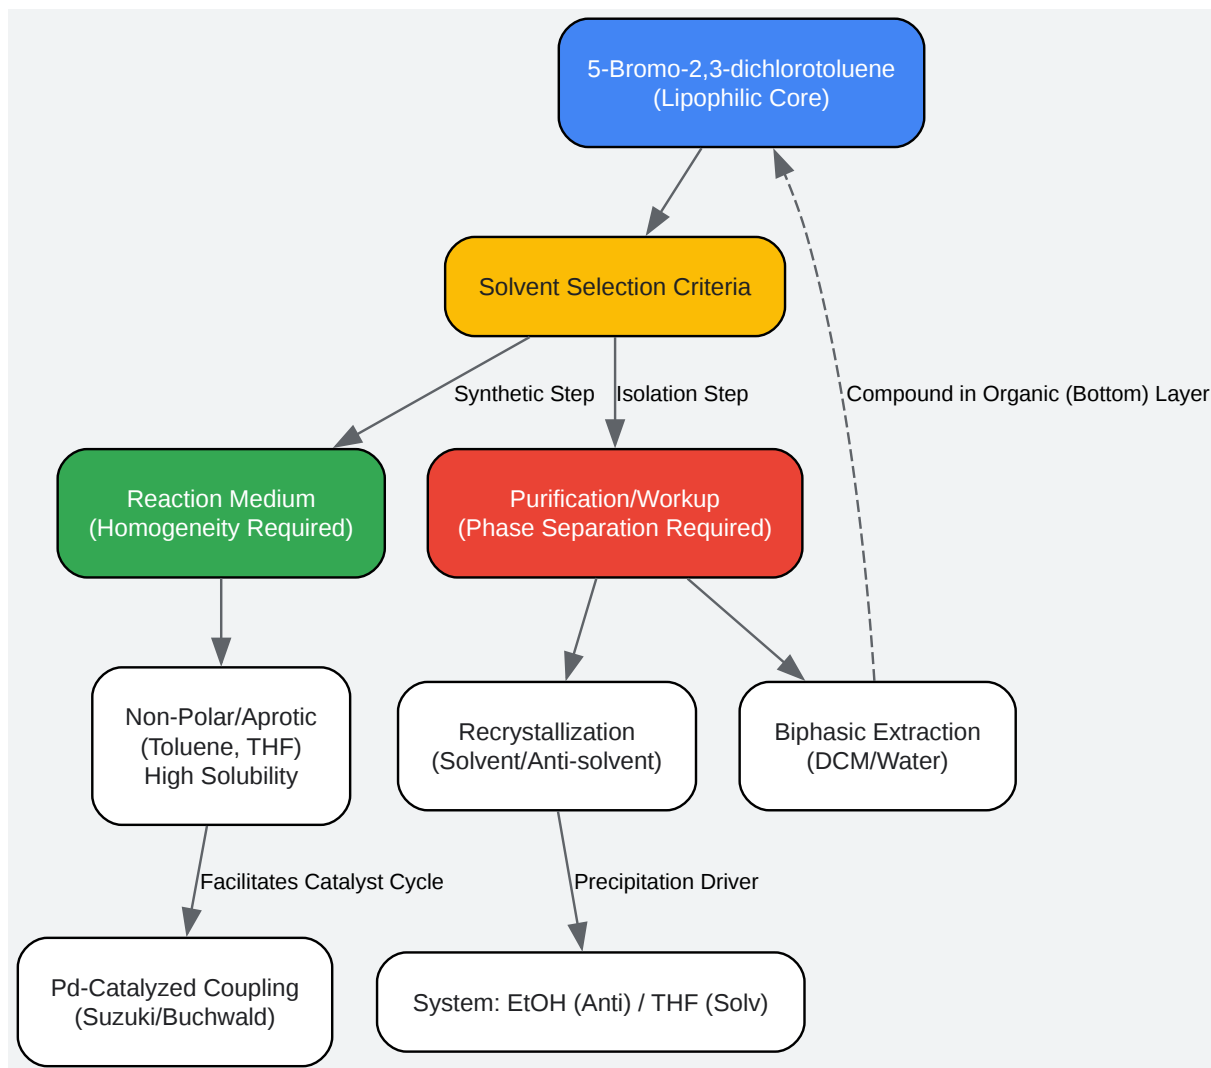 5-Bromo-2,3-dichlorotoluene
(Lipophilic Core)
Solvent Selection Criteria
Synthetic Step
Isolation Step
Compound in Organic (Bottom) Layer
Reaction Medium
(Homogeneity Required)
Purification/Workup
(Phase Separation Required)
Non-Polar/Aprotic
(Toluene, THF)
High Solubility
Recrystallization
(Solvent/Anti-solvent)
Biphasic Extraction
(DCM/Water)
Facilitates Catalyst Cycle
Precipitation Driver
Pd-Catalyzed Coupling
(Suzuki/Buchwald)
System: EtOH (Anti) / THF (Solv)